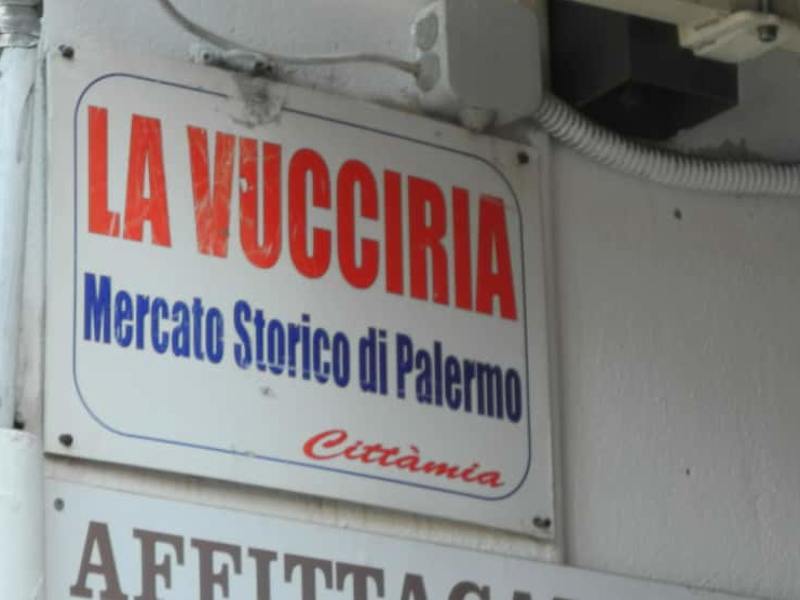 LA VUCCIRIA
Mercato Storico di Palermo
Cittàmia